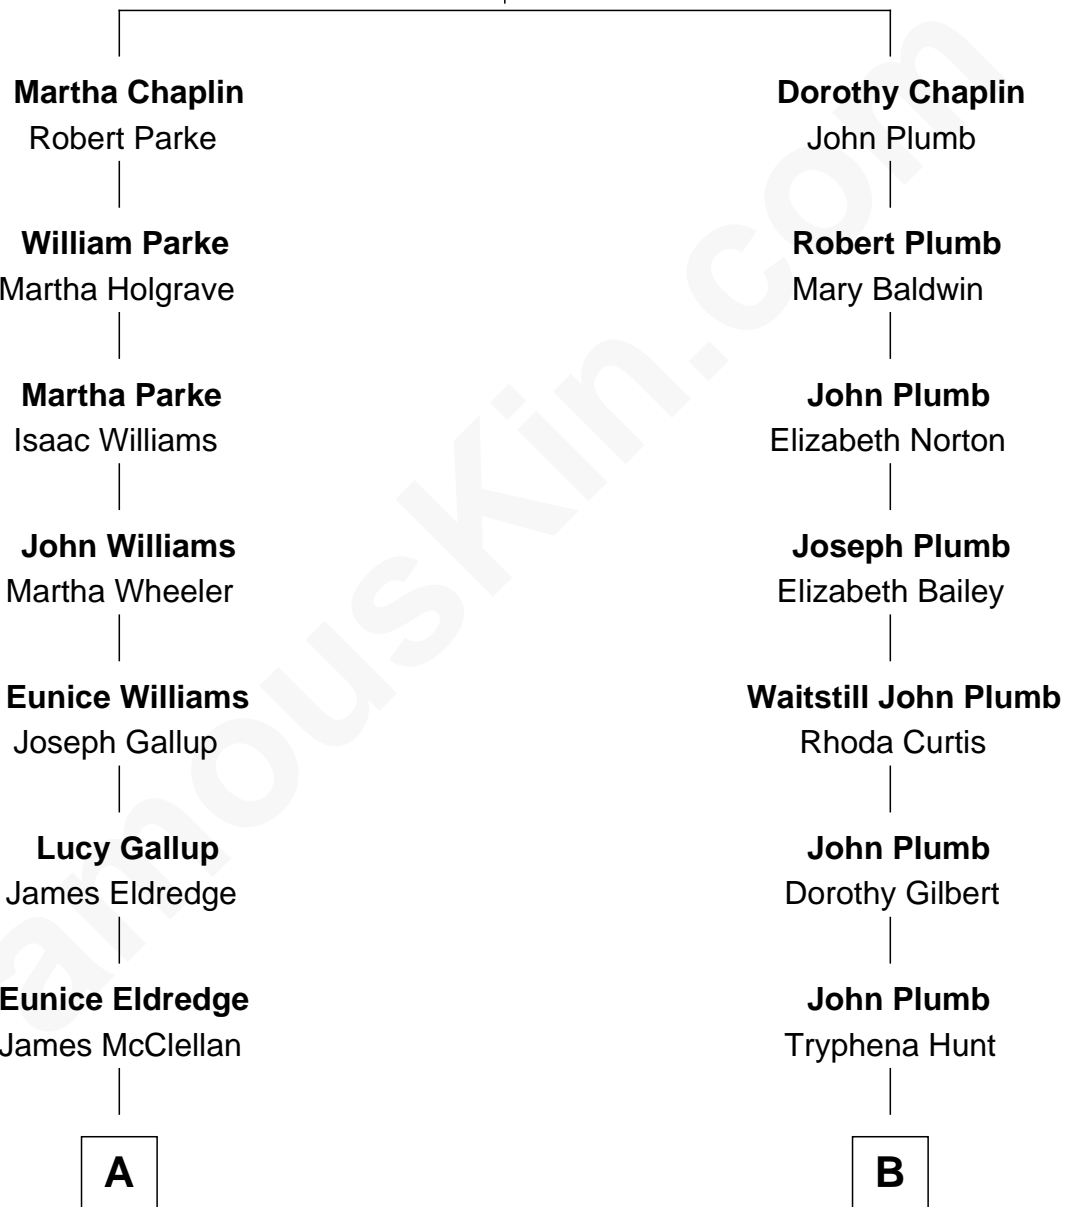 Martha Chaplin
Robert Parke
Dorothy Chaplin
John Plumb
William Parke
Martha Holgrave
Robert Plumb
Mary Baldwin
Martha Parke
Isaac Williams
John Plumb
Elizabeth Norton
John Williams
Martha Wheeler
Joseph Plumb
Elizabeth Bailey
Eunice Williams
Joseph Gallup
Waitstill John Plumb
Rhoda Curtis
Lucy Gallup
James Eldredge
John Plumb
Dorothy Gilbert
Eunice Eldredge
James McClellan
John Plumb
Tryphena Hunt
A
B
amouskin.com